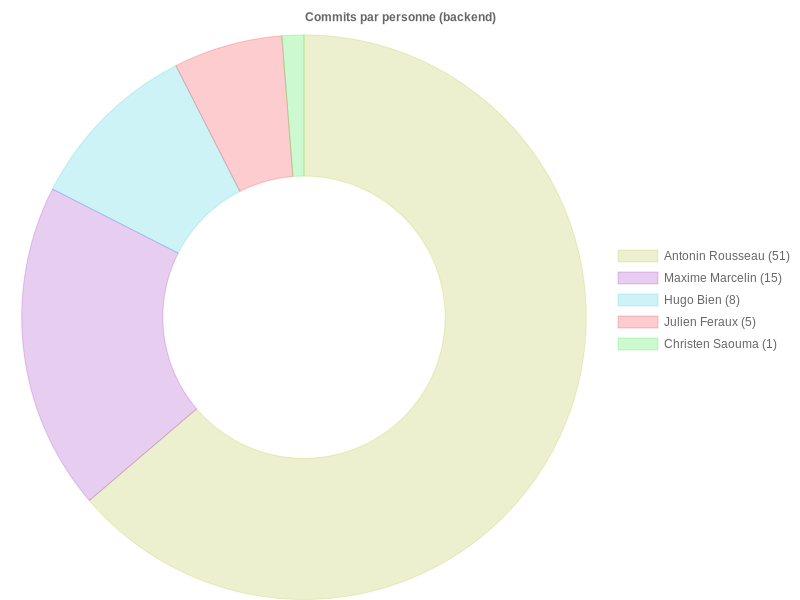 Commits par personne (backend)
Antonin Rousseau (51)
Maxime Marcelin (15)
Hugo Bien (8)
Julien Feraux (5)
Christen Saouma (1)